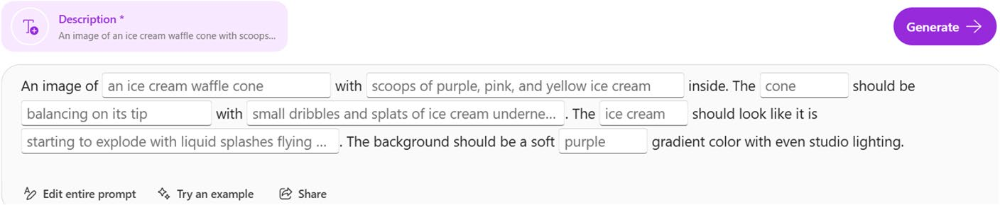 Description *
An image of an ice cream waffle cone with scoops...
Generate
An image of an ice cream waffle cone with scoops of purple, pink, and yellow ice cream inside. The cone should be
balancing on its tip with small dribbles and splats of ice cream underne... . The ice cream should look like it is
starting to explode with liquid splashes flying ... . The background should be a soft purple gradient color with even studio lighting.
Edit entire prompt Try an example Share